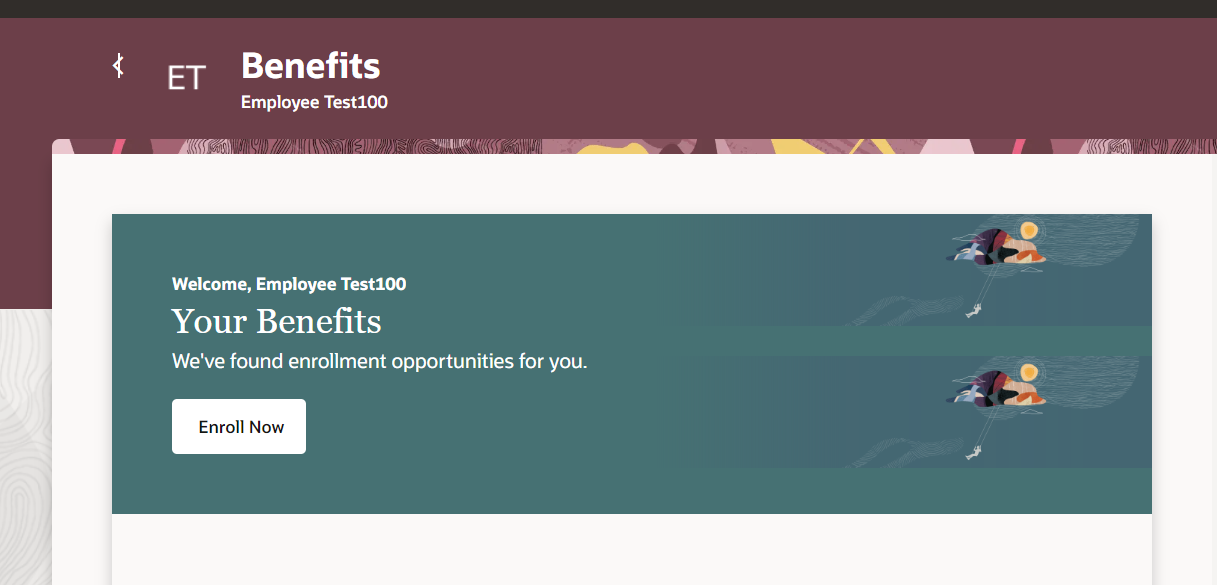 ET
Benefits
Employee Test100
Welcome, Employee Test100
Your Benefits
We've found enrollment opportunities for you.
Enroll Now